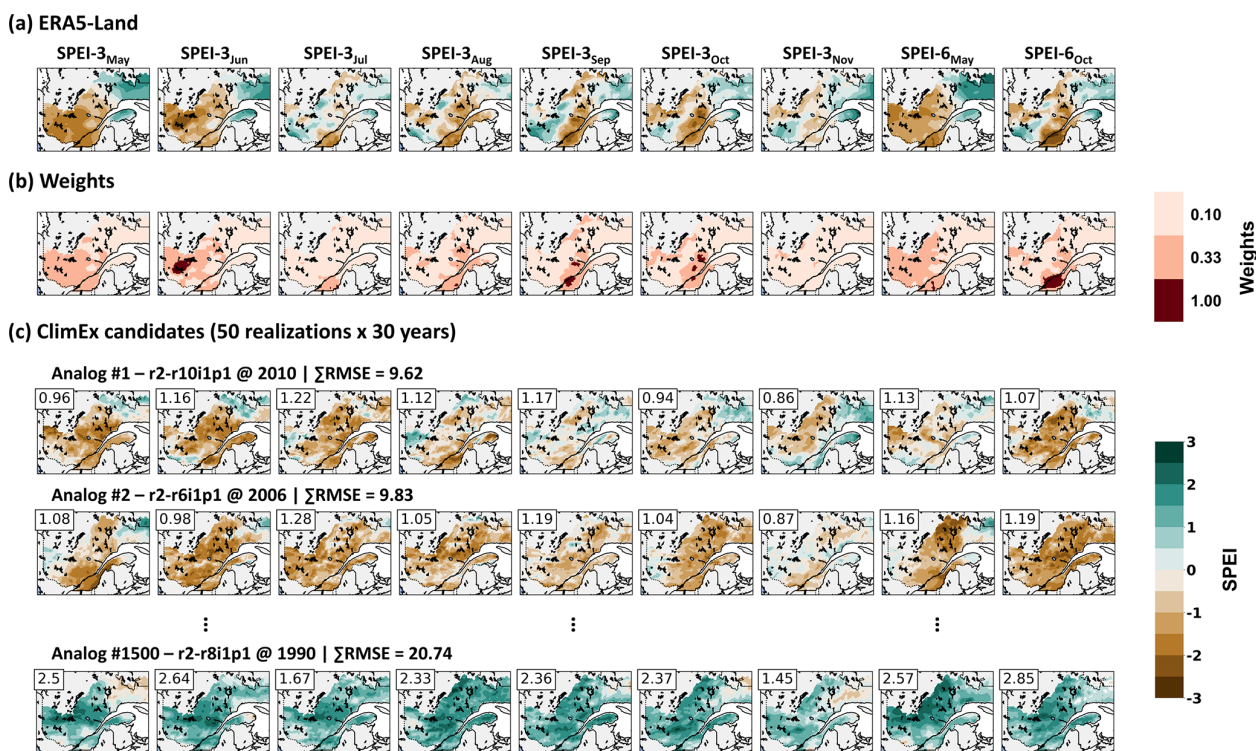 (a) ERA5-Land
SPEI-3May SPEI-3Jun SPEI-3Jul SPEI-3Aug SPEI-3Sep SPEI-3Oct SPEI-3Nov SPEI-6May SPEI-6Oct
(b) Weights
0.10
0.33
1.00
Weights
(c) ClimEx candidates (50 realizations x 30 years)
Analog #1 – r2-r10i1p1 @ 2010 | ∑RMSE = 9.62
0.96 1.16 1.22 1.12 1.17 0.94 0.86 1.13 1.07
Analog #2 – r2-r6i1p1 @ 2006 | ∑RMSE = 9.83
1.08 0.98 1.28 1.05 1.19 1.04 0.87 1.16 1.19
Analog #1500 – r2-r8i1p1 @ 1990 | ∑RMSE = 20.74
2.5 2.64 1.67 2.33 2.36 2.37 1.45 2.57 2.85
3
2
1
0
-1
-2
-3
SPEI